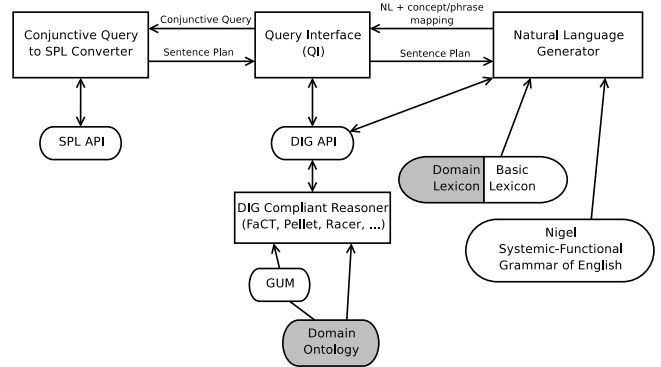 NL + concept/phrase
mapping
Conjunctive Query
Conjunctive Query
to SPL Converter
Query Interface
(QI)
Natural Language
Generator
Sentence Plan
Sentence Plan
SPL API
DIG API
Domain
Lexicon
Basic
Lexicon
DIG Compliant Reasoner
(FaCT, Pellet, Racer, ...)
Nigel
Systemic-Functional
Grammar of English
GUM
Domain
Ontology